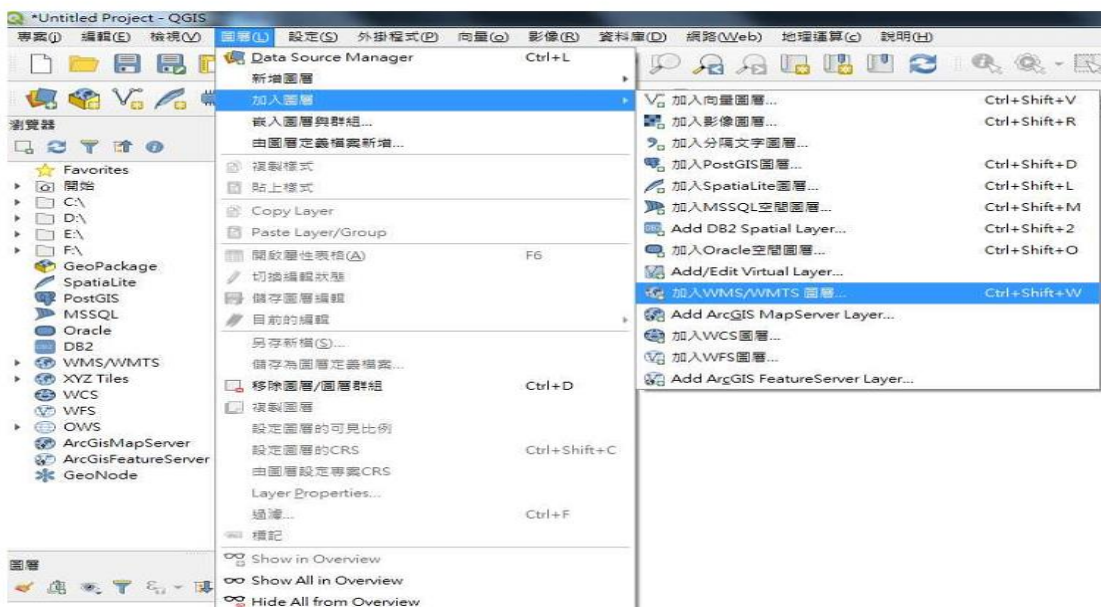 *Untitled Project - QGIS
專案(J) 編輯(E) 檢視(V) 圖層(L) 設定(S) 外掛程式(P) 向量(O) 影像(R) 資料庫(D) 網路(Web) 地理運算(C) 說明(H)
瀏覽器
Favorites
開始
C:\
D:\
E:\
F:\
GeoPackage
SpatiaLite
PostGIS
MSSQL
Oracle
DB2
WMS/WMTS
XYZ Tiles
WCS
WFS
OWS
ArcGisMapServer
ArcGisFeatureServer
GeoNode
圖層
Data Source Manager Ctrl+L
新增圖層
加入圖層
嵌入圖層與群組...
由圖層定義檔案新增...
複製樣式
貼上樣式
Copy Layer
Paste Layer/Group
開啟屬性表格(A) F6
切換編輯狀態
儲存圖層編輯
目前的編輯
另存新檔(S)...
儲存為圖層定義檔案...
移除圖層/圖層群組 Ctrl+D
複製圖層
設定圖層的可見比例
設定圖層的CRS Ctrl+Shift+C
由圖層設定專案CRS
Layer Properties...
過濾... Ctrl+F
標記
Show in Overview
Show All in Overview
Hide All from Overview
加入向量圖層... Ctrl+Shift+V
加入影像圖層... Ctrl+Shift+R
加入分隔文字圖層...
加入PostGIS圖層... Ctrl+Shift+D
加入SpatiaLite圖層... Ctrl+Shift+L
加入MSSQL空間圖層... Ctrl+Shift+M
Add DB2 Spatial Layer... Ctrl+Shift+2
加入Oracle空間圖層... Ctrl+Shift+O
Add/Edit Virtual Layer...
加入WMS/WMTS 圖層... Ctrl+Shift+W
Add ArcGIS MapServer Layer...
加入WCS圖層...
加入WFS圖層...
Add ArcGIS FeatureServer Layer...